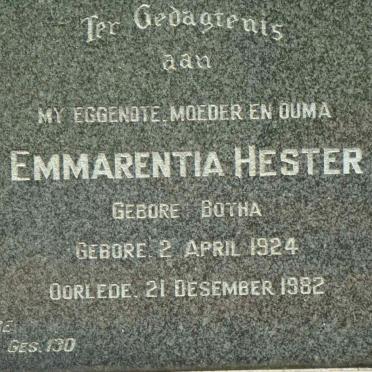 Ter Gedagtenis
aan
MY EGGENOTE, MOEDER EN OUMA
EMMARENTIA HESTER
GEBORE BOTHA
GEBORE. 2 APRIL 1924
OORLEDE. 21 DESEMBER 1982
GES. 130